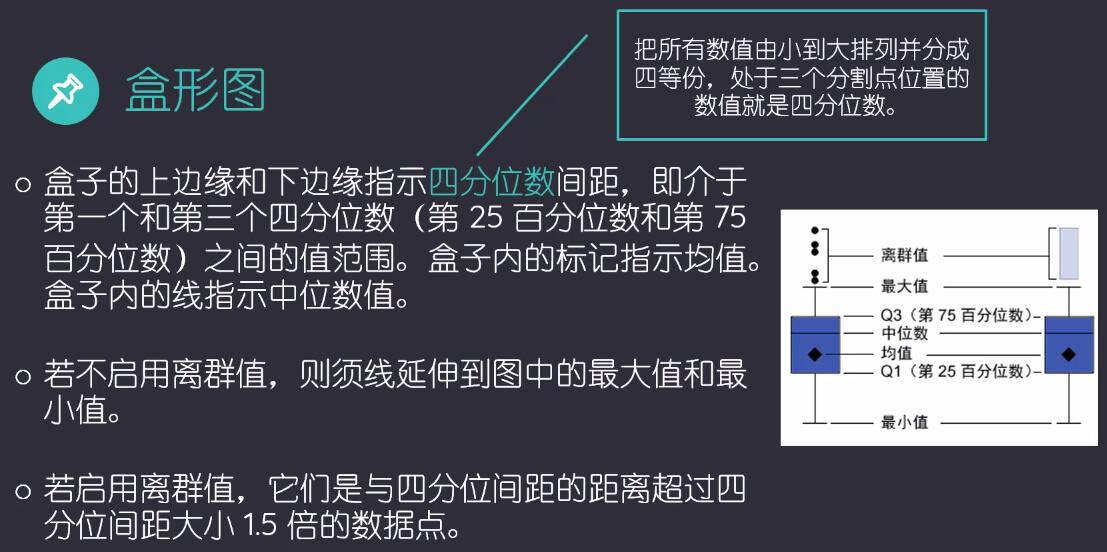 把所有数值由小到大排列并分成
四等份，处于三个分割点位置的
数值就是四分位数。
盒形图
盒子的上边缘和下边缘指示四分位数间距，即介于
第一个和第三个四分位数（第 25 百分位数和第 75
百分位数）之间的值范围。盒子内的标记指示均值。
盒子内的线指示中位数值。
若不启用离群值，则须线延伸到图中的最大值和最
小值。
若启用离群值，它们是与四分位间距的距离超过四
分位间距大小 1.5 倍的数据点。
离群值
最大值
Q3（第 75 百分位数）
中位数
均值
Q1（第 25 百分位数）
最小值